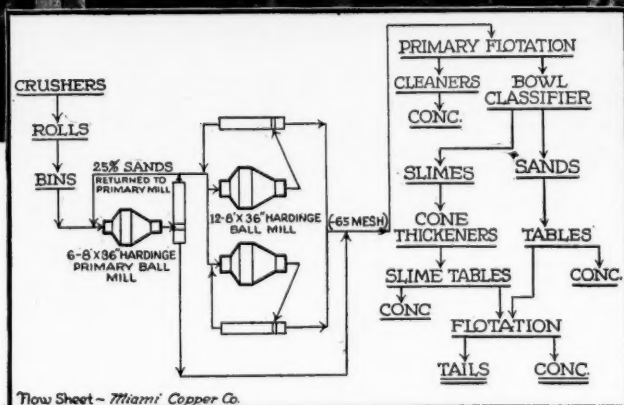 CRUSHERS
ROLLS
BINS
25% SANDS
RETURNED TO
PRIMARY MILL
6-8'X36" HARDINGE
PRIMARY BALL
MILL
12-8'X36" HARDINGE
BALL MILL
(-65 MESH)
PRIMARY FLOTATION
CLEANERS
CONC.
BOWL
CLASSIFIER
SLIMES
SANDS
CONE
THICKENERS
TABLES
SLIME TABLES
CONC.
CONC
FLOTATION
TAILS
CONC.
Flow Sheet ~ Miami Copper Co.